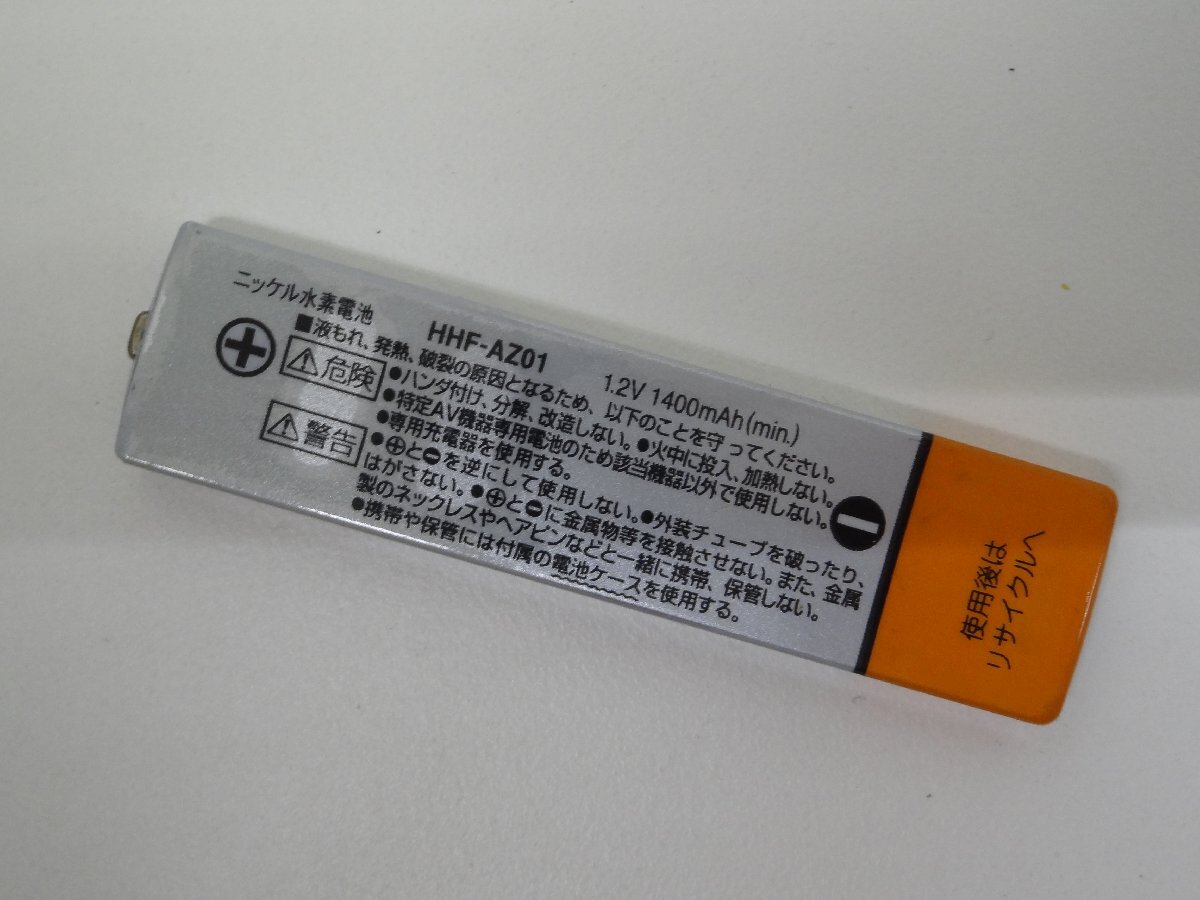 ニッケル水素電池 HHF-AZ01 1.2V 1400mAh(min.)
■液もれ、発熱、破裂の原因となるため、以下のことを守ってください。
⚠危険 ●ハンダ付け、分解、改造しない。●火中に投入、加熱しない。
●特定AV機器専用電池のため該当機器以外で使用しない。
●専用充電器を使用する。
⚠警告 ●⊕と⊖を逆にして使用しない。●外装チューブを破ったり、
はがさない。●⊕と⊖に金属物等を接触させない。また、金属
製のネックレスやヘアピンなどと一緒に携帯、保管しない。
●携帯や保管には付属の電池ケースを使用する。
使用後は
リサイクルへ